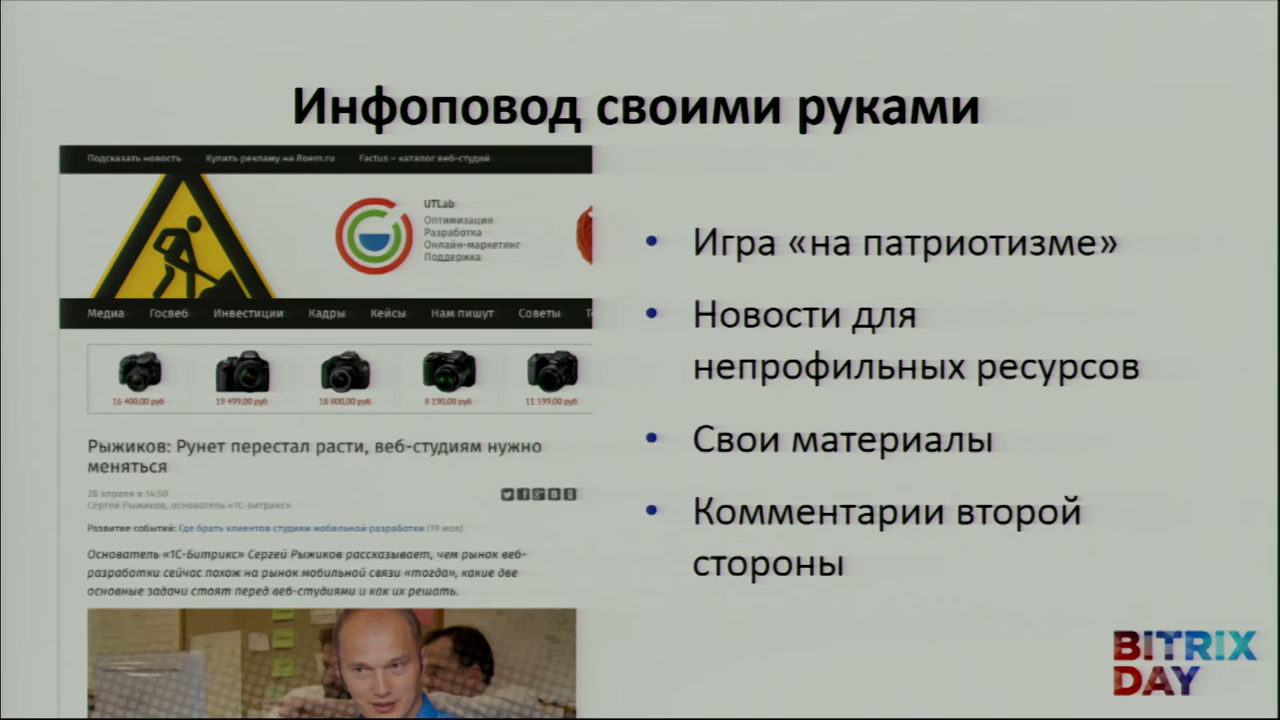 Инфоповод своими руками
Подсказать новость Купить рекламу на Roem.ru Factus – каталог веб-студий
UTLab
Оптимизация
Разработка
Онлайн-маркетинг
Поддержка
Медиа Госвеб Инвестиции Кадры Кейсы Нам пишут Советы
16 400,00 руб 19 499,00 руб 18 800,00 руб 8 190,00 руб 11 599,00 руб
Рыжиков: Рунет перестал расти, веб-студиям нужно
меняться
28 апреля в 14:50
Сергей Рыжиков, основатель «1С-Битрикс»
Развитие событий: Где брать клиентов студиям мобильной разработки (19 мая)
Основатель «1С-Битрикс» Сергей Рыжиков рассказывает, чем рынок веб-
разработки сейчас похож на рынок мобильной связи «тогда», какие две
основные задачи стоят перед веб-студиями и как их решать.
• Игра «на патриотизме»
• Новости для
непрофильных ресурсов
• Свои материалы
• Комментарии второй
стороны
BITRIX
DAY